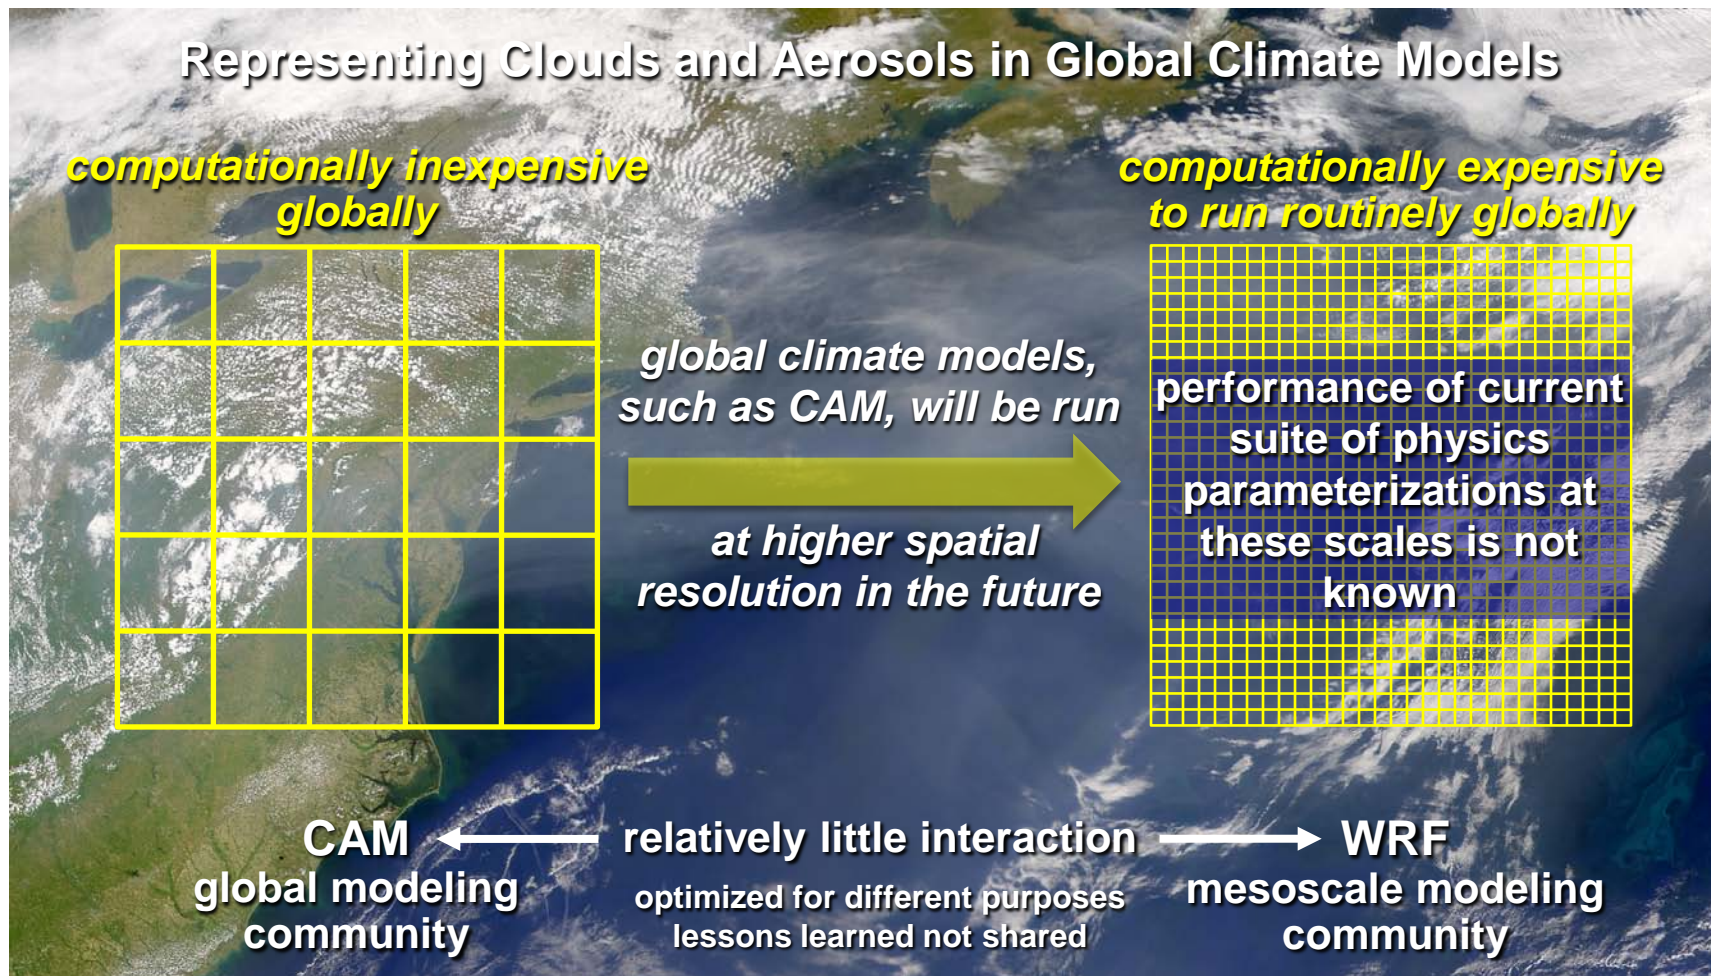 Representing Clouds and Aerosols in Global Climate Models
computationally inexpensive
globally
computationally expensive
to run routinely globally
global climate models,
such as CAM, will be run
at higher spatial
resolution in the future
performance of current
suite of physics
parameterizations at
these scales is not
known
CAM
global modeling
community
relatively little interaction
optimized for different purposes
lessons learned not shared
WRF
mesoscale modeling
community